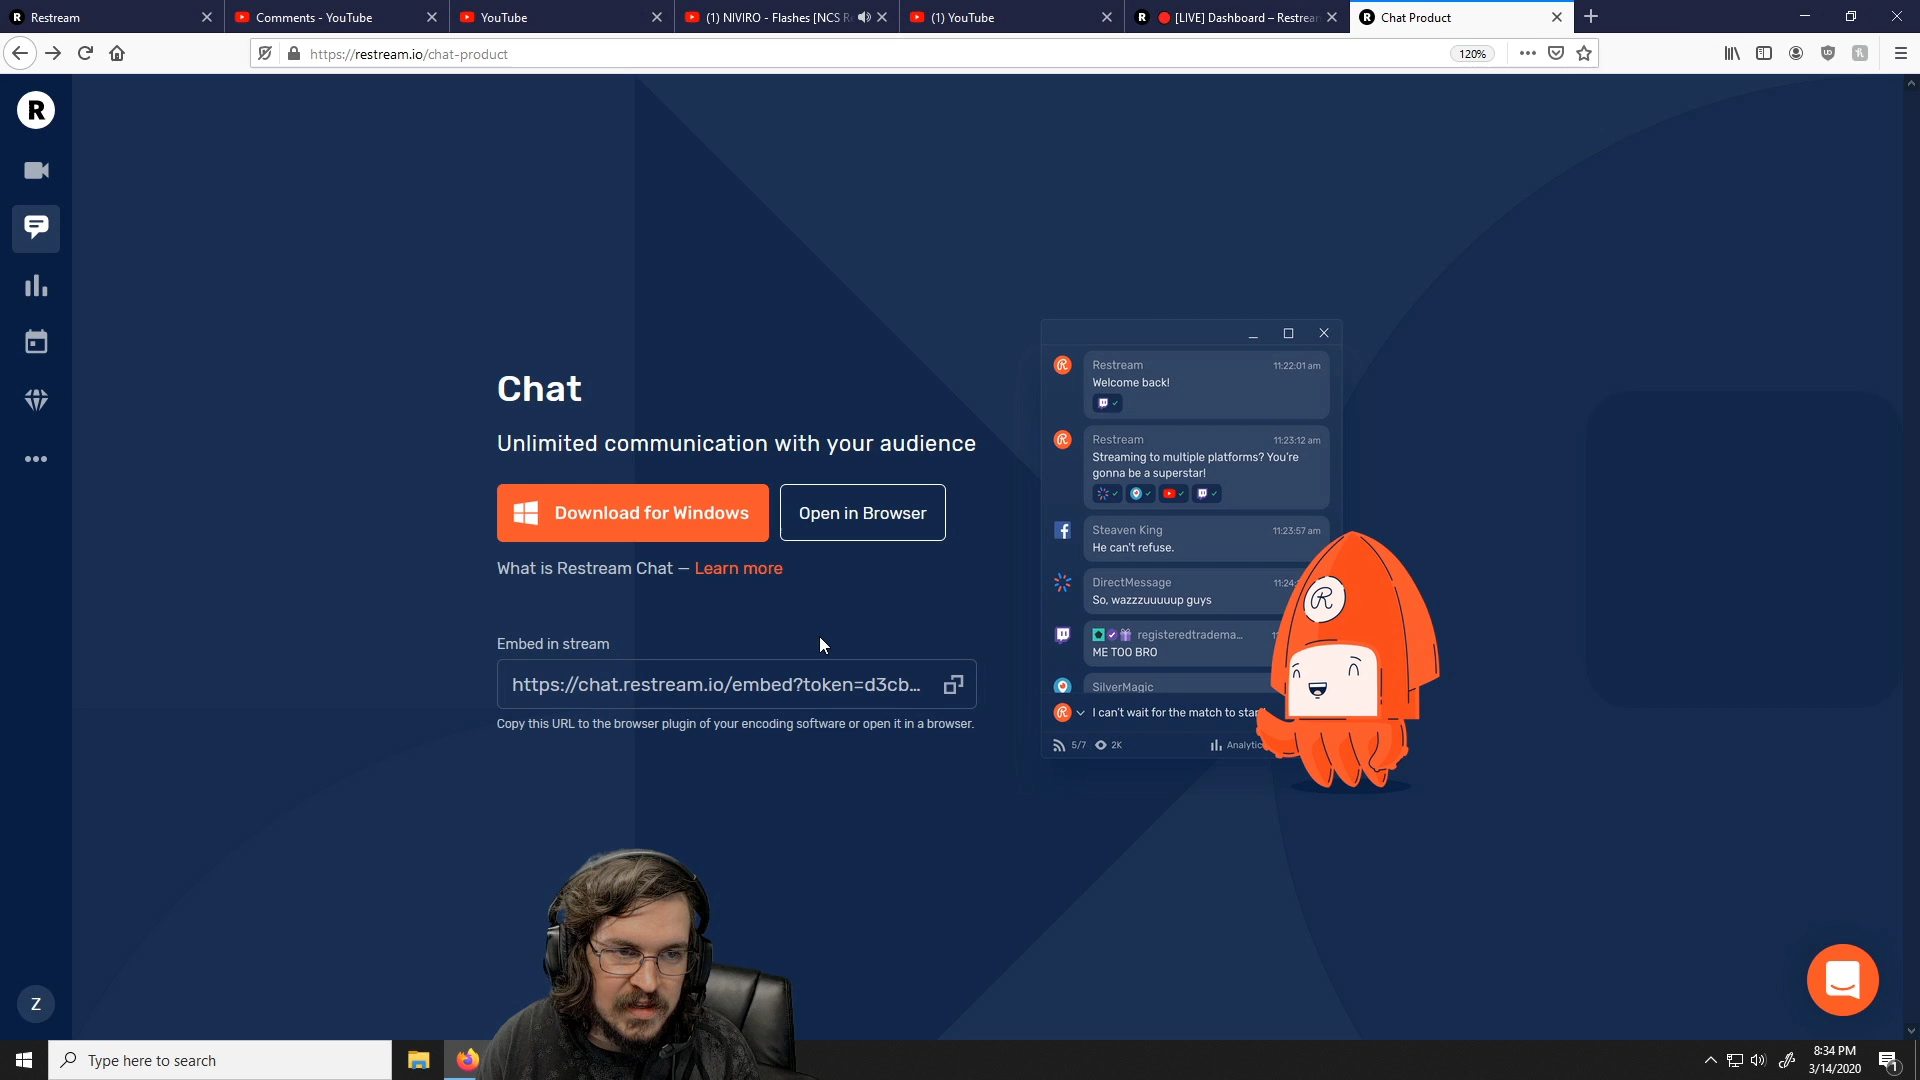 Restream
Comments - YouTube
YouTube
(1) NIVIRO - Flashes [NCS R
(1) YouTube
[LIVE] Dashboard – Restrea
Chat Product
https://restream.io/chat-product
120%
R
Chat
Unlimited communication with your audience
Download for Windows
Open in Browser
What is Restream Chat — Learn more
Embed in stream
https://chat.restream.io/embed?token=d3cb...
Copy this URL to the browser plugin of your encoding software or open it in a browser.
Restream 11:22:01 am
Welcome back!
Restream 11:23:12 am
Streaming to multiple platforms? You're
gonna be a superstar!
Steaven King 11:23:57 am
He can't refuse.
DirectMessage 11:24:
So, wazzzuuuuup guys
registeredtradema...
ME TOO BRO
SilverMagic
I can't wait for the match to star
5/7 2K Analytic
R
Z
Type here to search
8:34 PM
3/14/2020
1